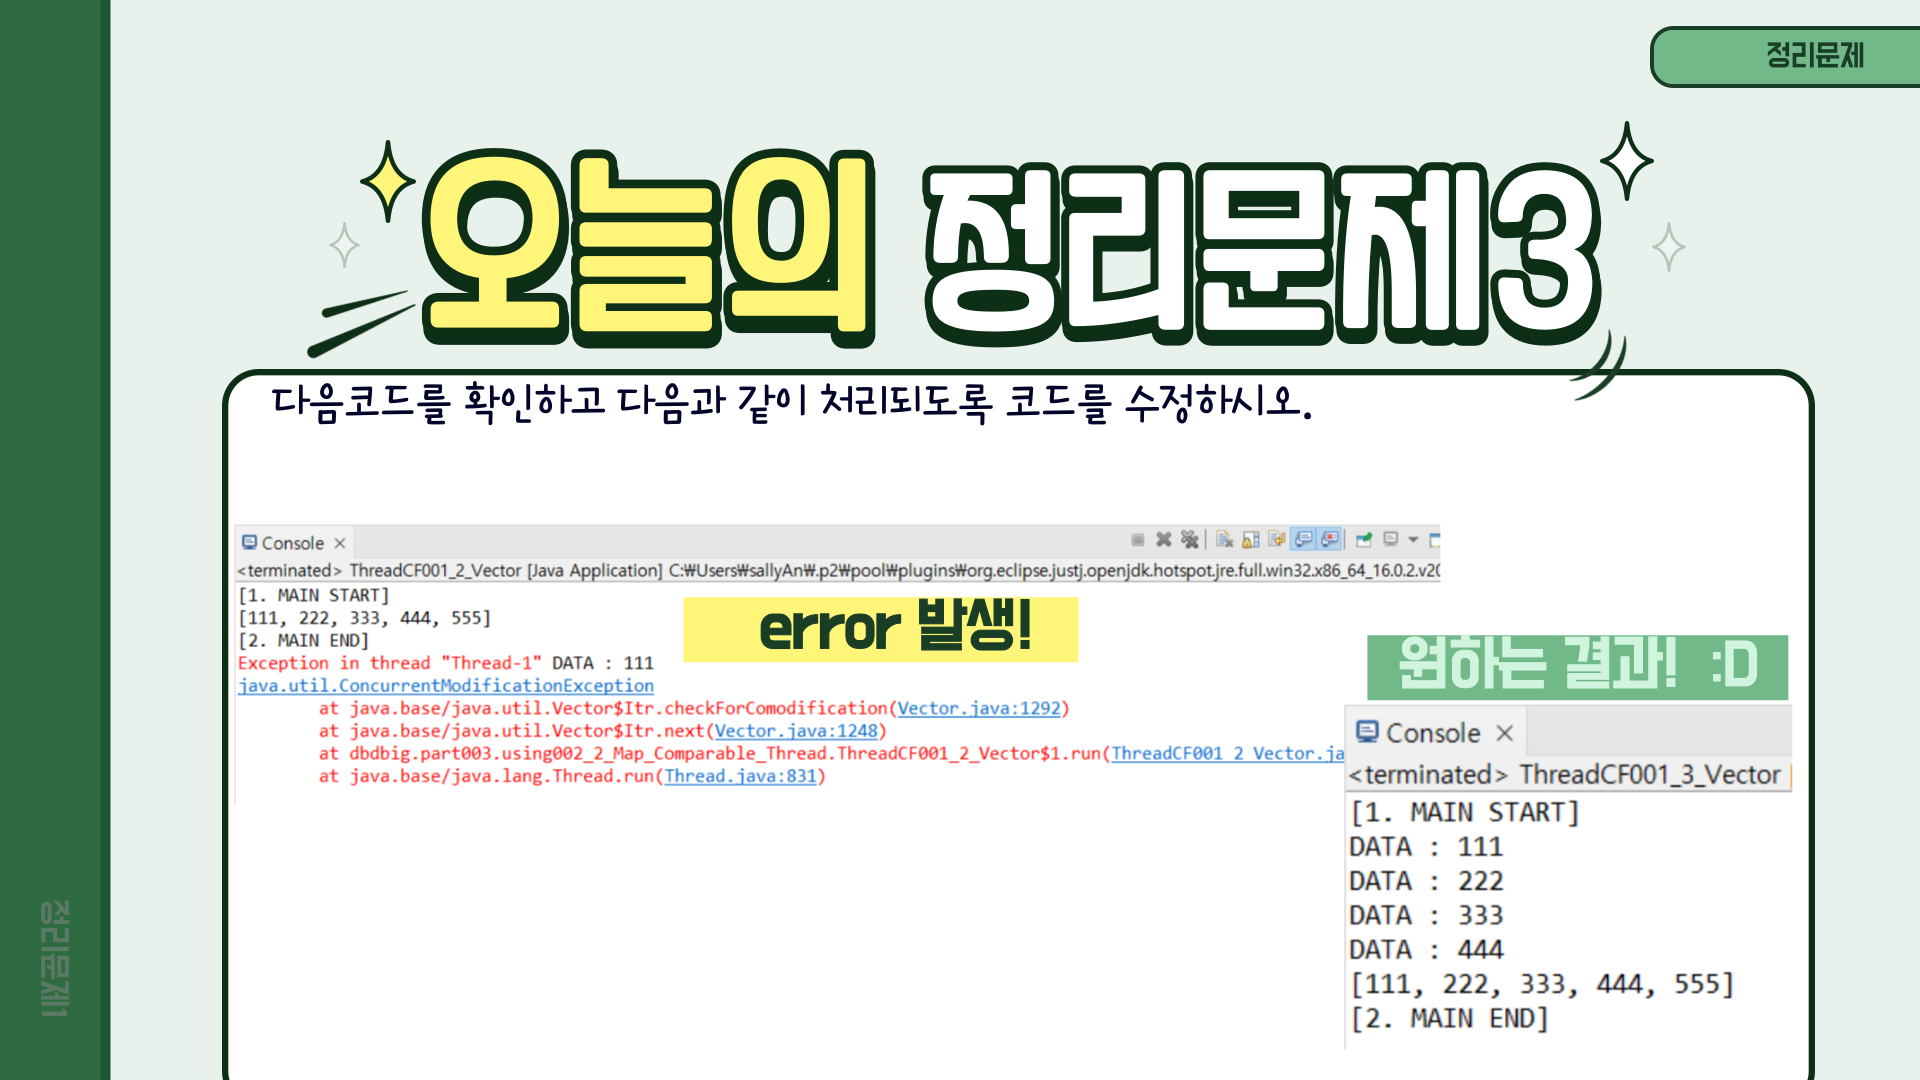 정리문제
오늘의 정리문제3
다음코드를 확인하고 다음과 같이 처리되도록 코드를 수정하시오.
Console
<terminated> ThreadCF001_2_Vector [Java Application] C:₩Users₩sallyAn₩.p2₩pool₩plugins₩org.eclipse.justj.openjdk.hotspot.jre.full.win32.x86_64_16.0.2.v20
[1. MAIN START]
[111, 222, 333, 444, 555]
[2. MAIN END]
Exception in thread "Thread-1" DATA : 111
java.util.ConcurrentModificationException
at java.base/java.util.Vector$Itr.checkForComodification(Vector.java:1292)
at java.base/java.util.Vector$Itr.next(Vector.java:1248)
at dbdbig.part003.using002_2_Map_Comparable_Thread.ThreadCF001_2_Vector$1.run(ThreadCF001_2_Vector.ja
at java.base/java.lang.Thread.run(Thread.java:831)
error 발생!
원하는 결과! :D
Console
<terminated> ThreadCF001_3_Vector
[1. MAIN START]
DATA : 111
DATA : 222
DATA : 333
DATA : 444
[111, 222, 333, 444, 555]
[2. MAIN END]
정리문제1